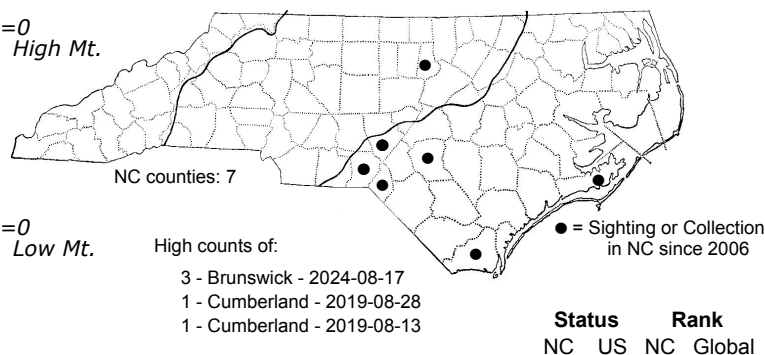 =0
High Mt.
NC counties: 7
=0
Low Mt.
High counts of:
3 - Brunswick - 2024-08-17
1 - Cumberland - 2019-08-28
1 - Cumberland - 2019-08-13
● = Sighting or Collection
in NC since 2006
Status Rank
NC US NC Global